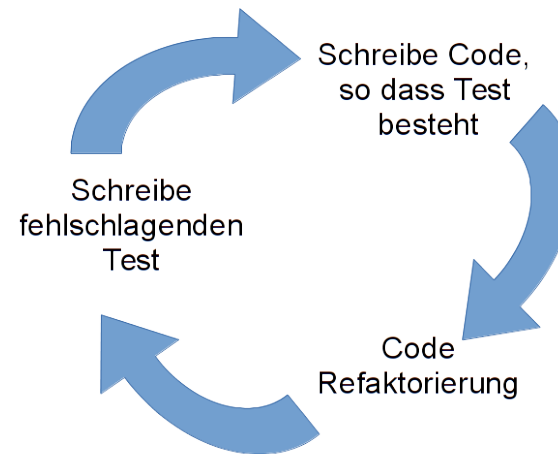 Schreibe Code,
so dass Test
besteht
Schreibe
fehlschlagenden
Test
Code
Refaktorierung